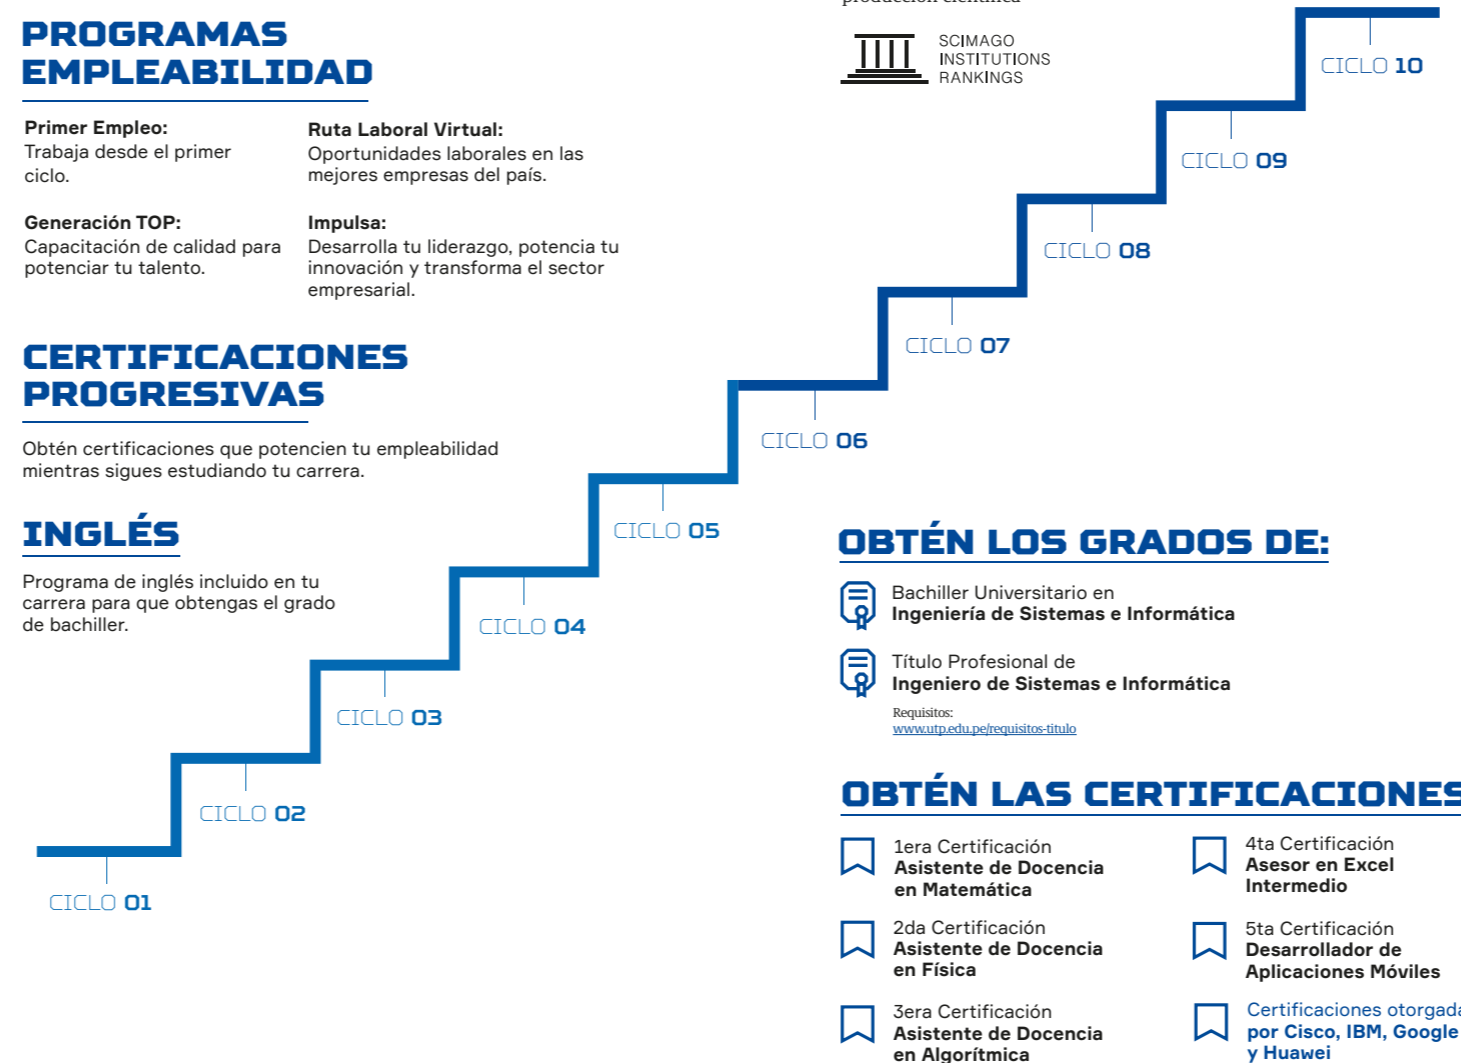 PROGRAMAS
EMPLEABILIDAD
Primer Empleo:
Trabaja desde el primer
ciclo.
Ruta Laboral Virtual:
Oportunidades laborales en las
mejores empresas del país.
Generación TOP:
Capacitación de calidad para
potenciar tu talento.
Impulsa:
Desarrolla tu liderazgo, potencia tu
innovación y transforma el sector
empresarial.
CERTIFICACIONES
PROGRESIVAS
Obtén certificaciones que potencien tu empleabilidad
mientras sigues estudiando tu carrera.
INGLÉS
Programa de inglés incluido en tu
carrera para que obtengas el grado
de bachiller.
producción científica
SCIMAGO
INSTITUTIONS
RANKINGS
CICLO 10
CICLO 09
CICLO 08
CICLO 07
CICLO 06
CICLO 05
CICLO 04
CICLO 03
CICLO 02
CICLO 01
OBTÉN LOS GRADOS DE:
Bachiller Universitario en
Ingeniería de Sistemas e Informática
Título Profesional de
Ingeniero de Sistemas e Informática
Requisitos:
www.utp.edu.pe/requisitos-titulo
OBTÉN LAS CERTIFICACIONES
1era Certificación
Asistente de Docencia
en Matemática
2da Certificación
Asistente de Docencia
en Física
3era Certificación
Asistente de Docencia
en Algorítmica
4ta Certificación
Asesor en Excel
Intermedio
5ta Certificación
Desarrollador de
Aplicaciones Móviles
Certificaciones otorgada
por Cisco, IBM, Google
y Huawei